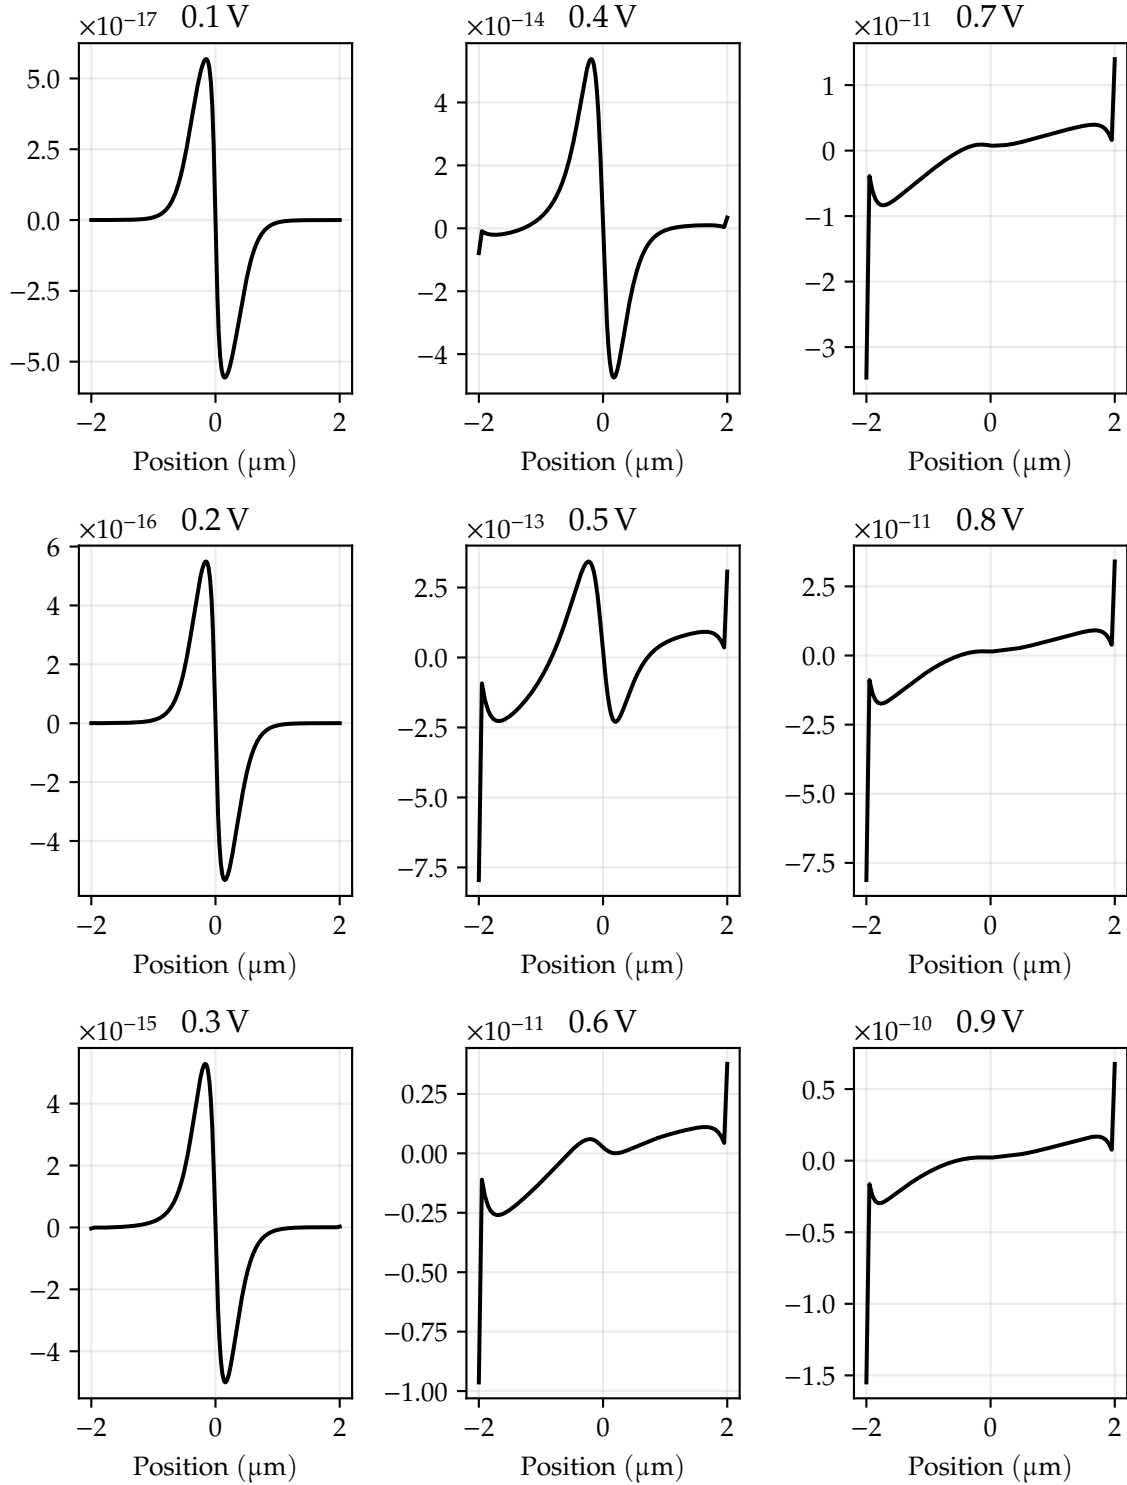 ×10⁻¹⁷ 0.1 V
5.0
2.5
0.0
−2.5
−5.0
−2 0 2
Position (µm)
×10⁻¹⁴ 0.4 V
4
2
0
−2
−4
−2 0 2
Position (µm)
×10⁻¹¹ 0.7 V
1
0
−1
−2
−3
−2 0 2
Position (µm)
×10⁻¹⁶ 0.2 V
6
4
2
0
−2
−4
−2 0 2
Position (µm)
×10⁻¹³ 0.5 V
2.5
0.0
−2.5
−5.0
−7.5
−2 0 2
Position (µm)
×10⁻¹¹ 0.8 V
2.5
0.0
−2.5
−5.0
−7.5
−2 0 2
Position (µm)
×10⁻¹⁵ 0.3 V
4
2
0
−2
−4
−2 0 2
Position (µm)
×10⁻¹¹ 0.6 V
0.25
0.00
−0.25
−0.50
−0.75
−1.00
−2 0 2
Position (µm)
×10⁻¹⁰ 0.9 V
0.5
0.0
−0.5
−1.0
−1.5
−2 0 2
Position (µm)